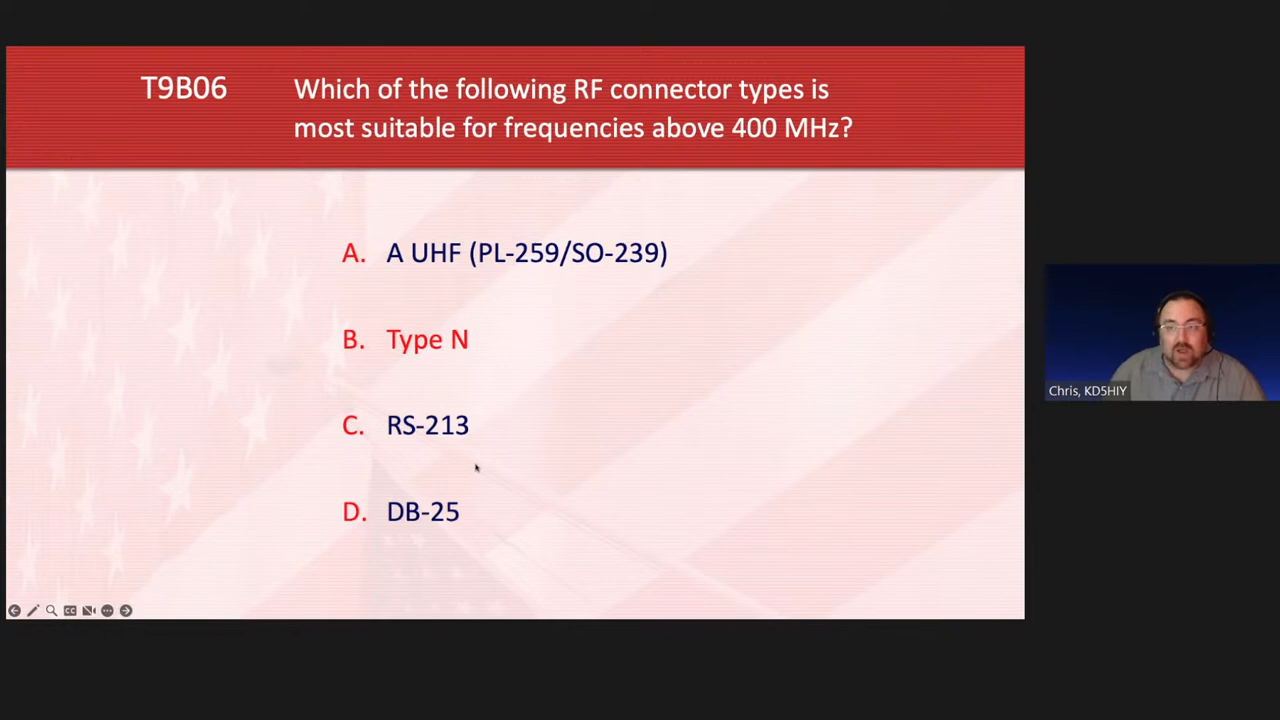 T9B06
Which of the following RF connector types is
most suitable for frequencies above 400 MHz?
A. A UHF (PL-259/SO-239)
B. Type N
C. RS-213
D. DB-25
Chris, KD5HIY
CC